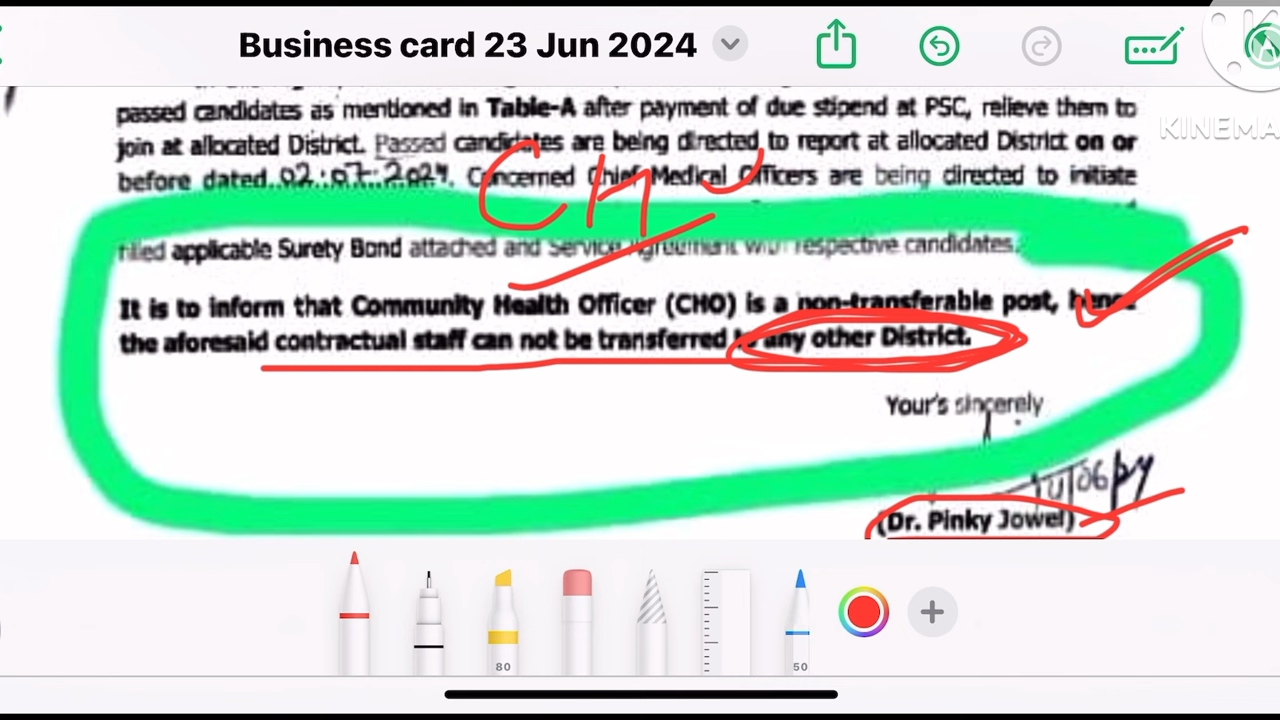 Business card 23 Jun 2024
KINEMA
passed candidates as mentioned in Table-A after payment of due stipend at PSC, relieve them to
join at allocated District. Passed candidates are being directed to report at allocated District on or
before dated 02.07.2024. Concerned Chief Medical Officers are being directed to initiate
CHO
filled applicable Surety Bond attached and Service Agreement with respective candidates.
It is to inform that Community Health Officer (CHO) is a non-transferable post, hence
the aforesaid contractual staff can not be transferred to any other District.
Your's sincerely
(Dr. Pinky Jowel)
80
50